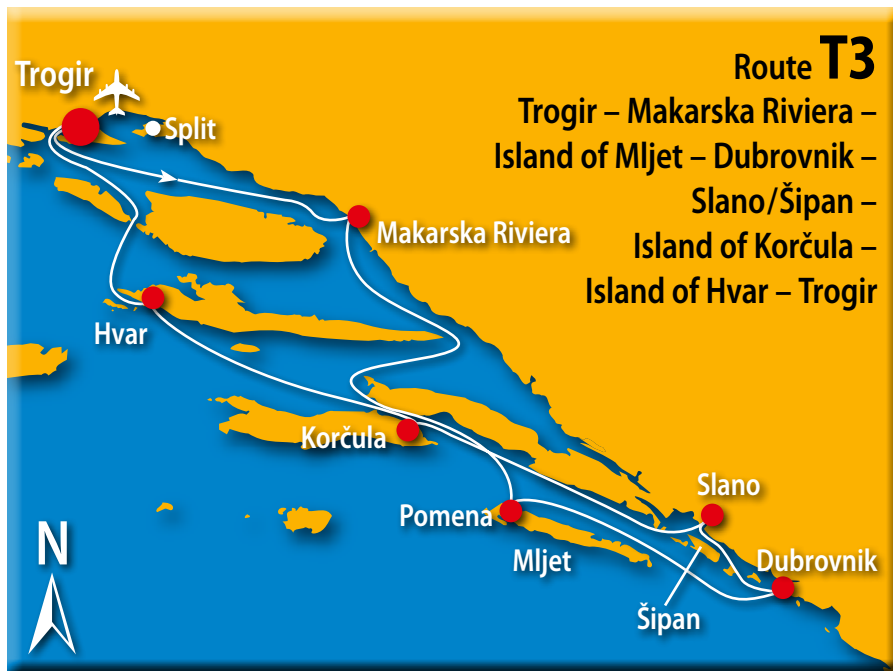 Route T3
Trogir – Makarska Riviera –
Island of Mljet – Dubrovnik –
Slano/Šipan –
Island of Korčula –
Island of Hvar – Trogir
Trogir
Split
Makarska Riviera
Hvar
Korčula
Slano
Pomena
Mljet
Dubrovnik
Šipan
N